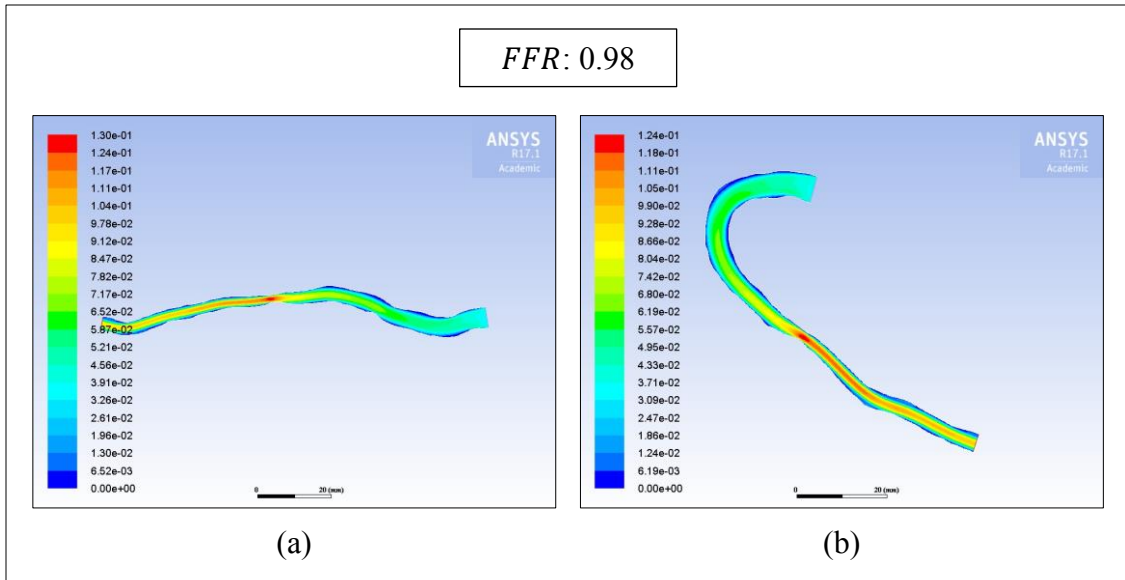 FFR: 0.98
1.30e-01
1.24e-01
1.17e-01
1.11e-01
1.04e-01
9.78e-02
9.12e-02
8.47e-02
7.82e-02
7.17e-02
6.52e-02
5.87e-02
5.21e-02
4.56e-02
3.91e-02
3.26e-02
2.61e-02
1.96e-02
1.30e-02
6.52e-03
0.00e+00
ANSYS
R17.1
Academic
0 20 (mm)
(a)
1.24e-01
1.18e-01
1.11e-01
1.05e-01
9.90e-02
9.28e-02
8.66e-02
8.04e-02
7.42e-02
6.80e-02
6.19e-02
5.57e-02
4.95e-02
4.33e-02
3.71e-02
3.09e-02
2.47e-02
1.86e-02
1.24e-02
6.19e-03
0.00e+00
ANSYS
R17.1
Academic
0 20 (mm)
(b)